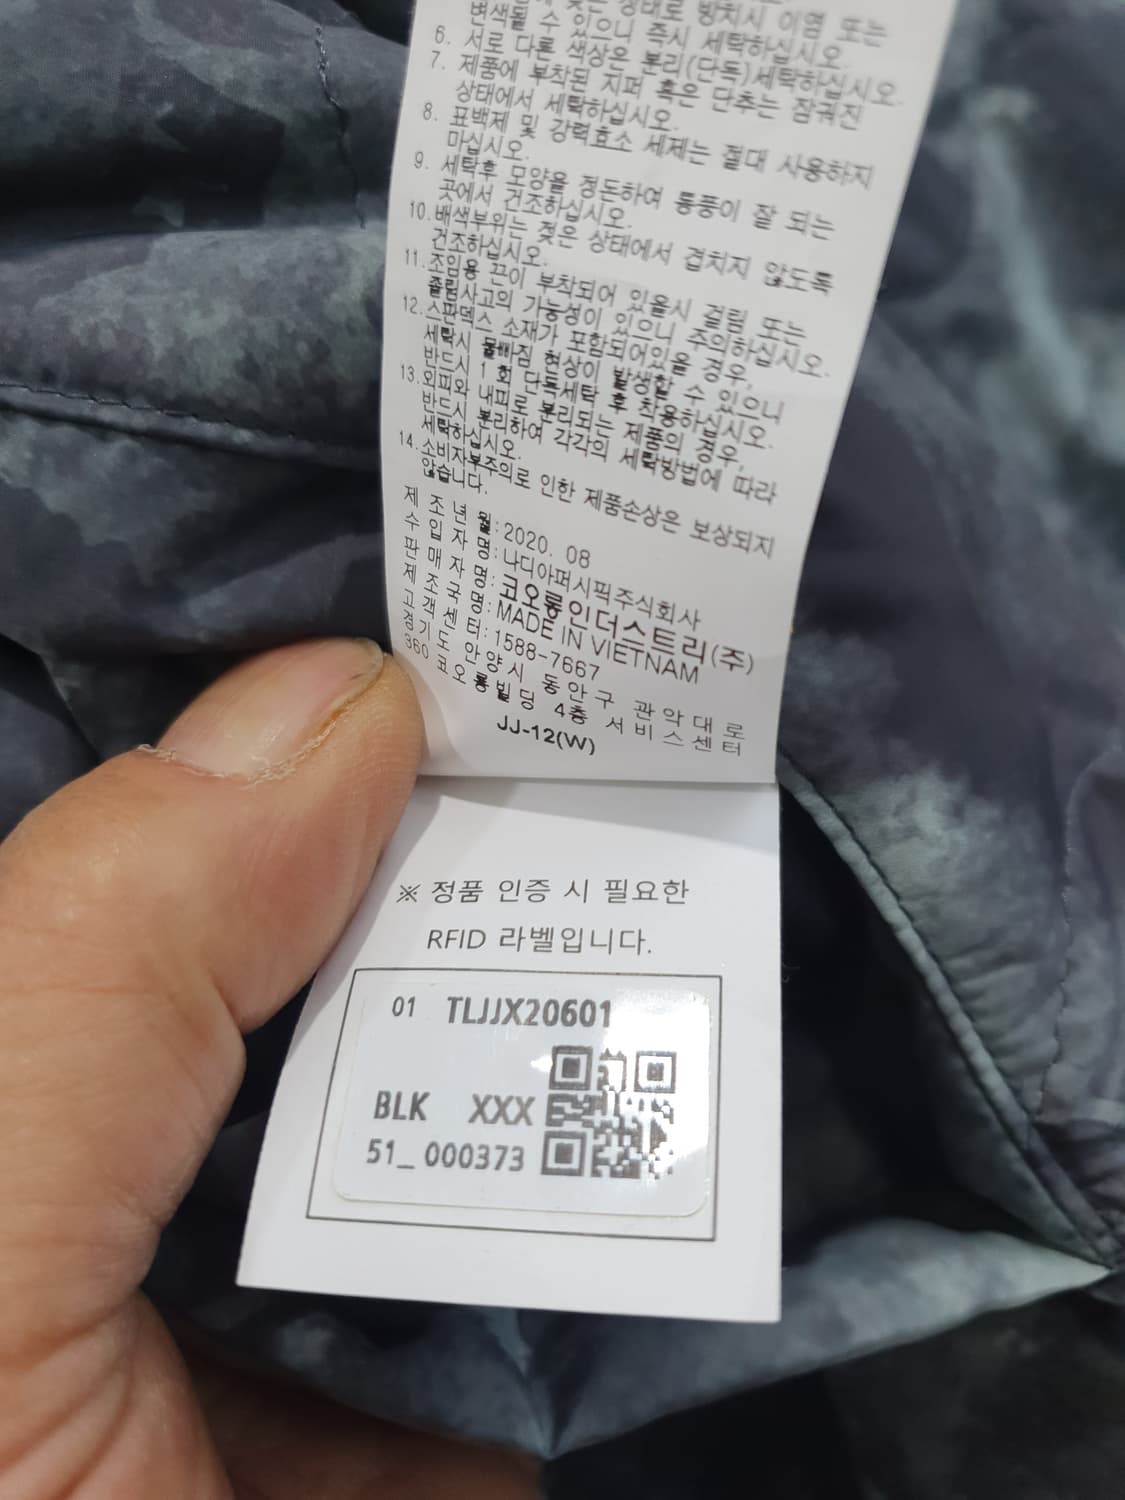 젖은 상태로 방치시 이염 또는
변색될 수 있으니 즉시 세탁하십시오.
6. 서로 다른 색상은 분리(단독)세탁하십시오.
7. 제품에 부착된 지퍼 혹은 단추는 잠궈진
상태에서 세탁하십시오.
8. 표백제 및 강력효소 세제는 절대 사용하지
마십시오.
9. 세탁후 모양을 정돈하여 통풍이 잘 되는
곳에서 건조하십시오.
10. 배색부위는 젖은 상태에서 겹치지 않도록
건조하십시오.
11. 조임용 끈이 부착되어 있을시 걸림 또는
졸림사고의 가능성이 있으니 주의하십시오.
12. 스판덱스 소재가 포함되어있을 경우,
세탁시 물빠짐 현상이 발생할 수 있으니
반드시 1회 단독세탁 후 착용하십시오.
13. 외피와 내피로 분리되는 제품의 경우,
반드시 분리하여 각각의 세탁방법에 따라
세탁하십시오.
14. 소비자부주의로 인한 제품손상은 보상되지
않습니다.
제 조 년 월: 2020. 08
수 입 자 명: 나디아퍼시픽주식회사
판 매 자 명: 코오롱인더스트리(주)
제 조 국 명: MADE IN VIETNAM
고객센터: 1588-7667
경기도 안양시 동안구 관악대로
360 코오롱빌딩 4층 서비스센터
JJ-12(W)
※ 정품 인증 시 필요한
RFID 라벨입니다.
01 TLJJX20601
BLK XXX
51_ 000373